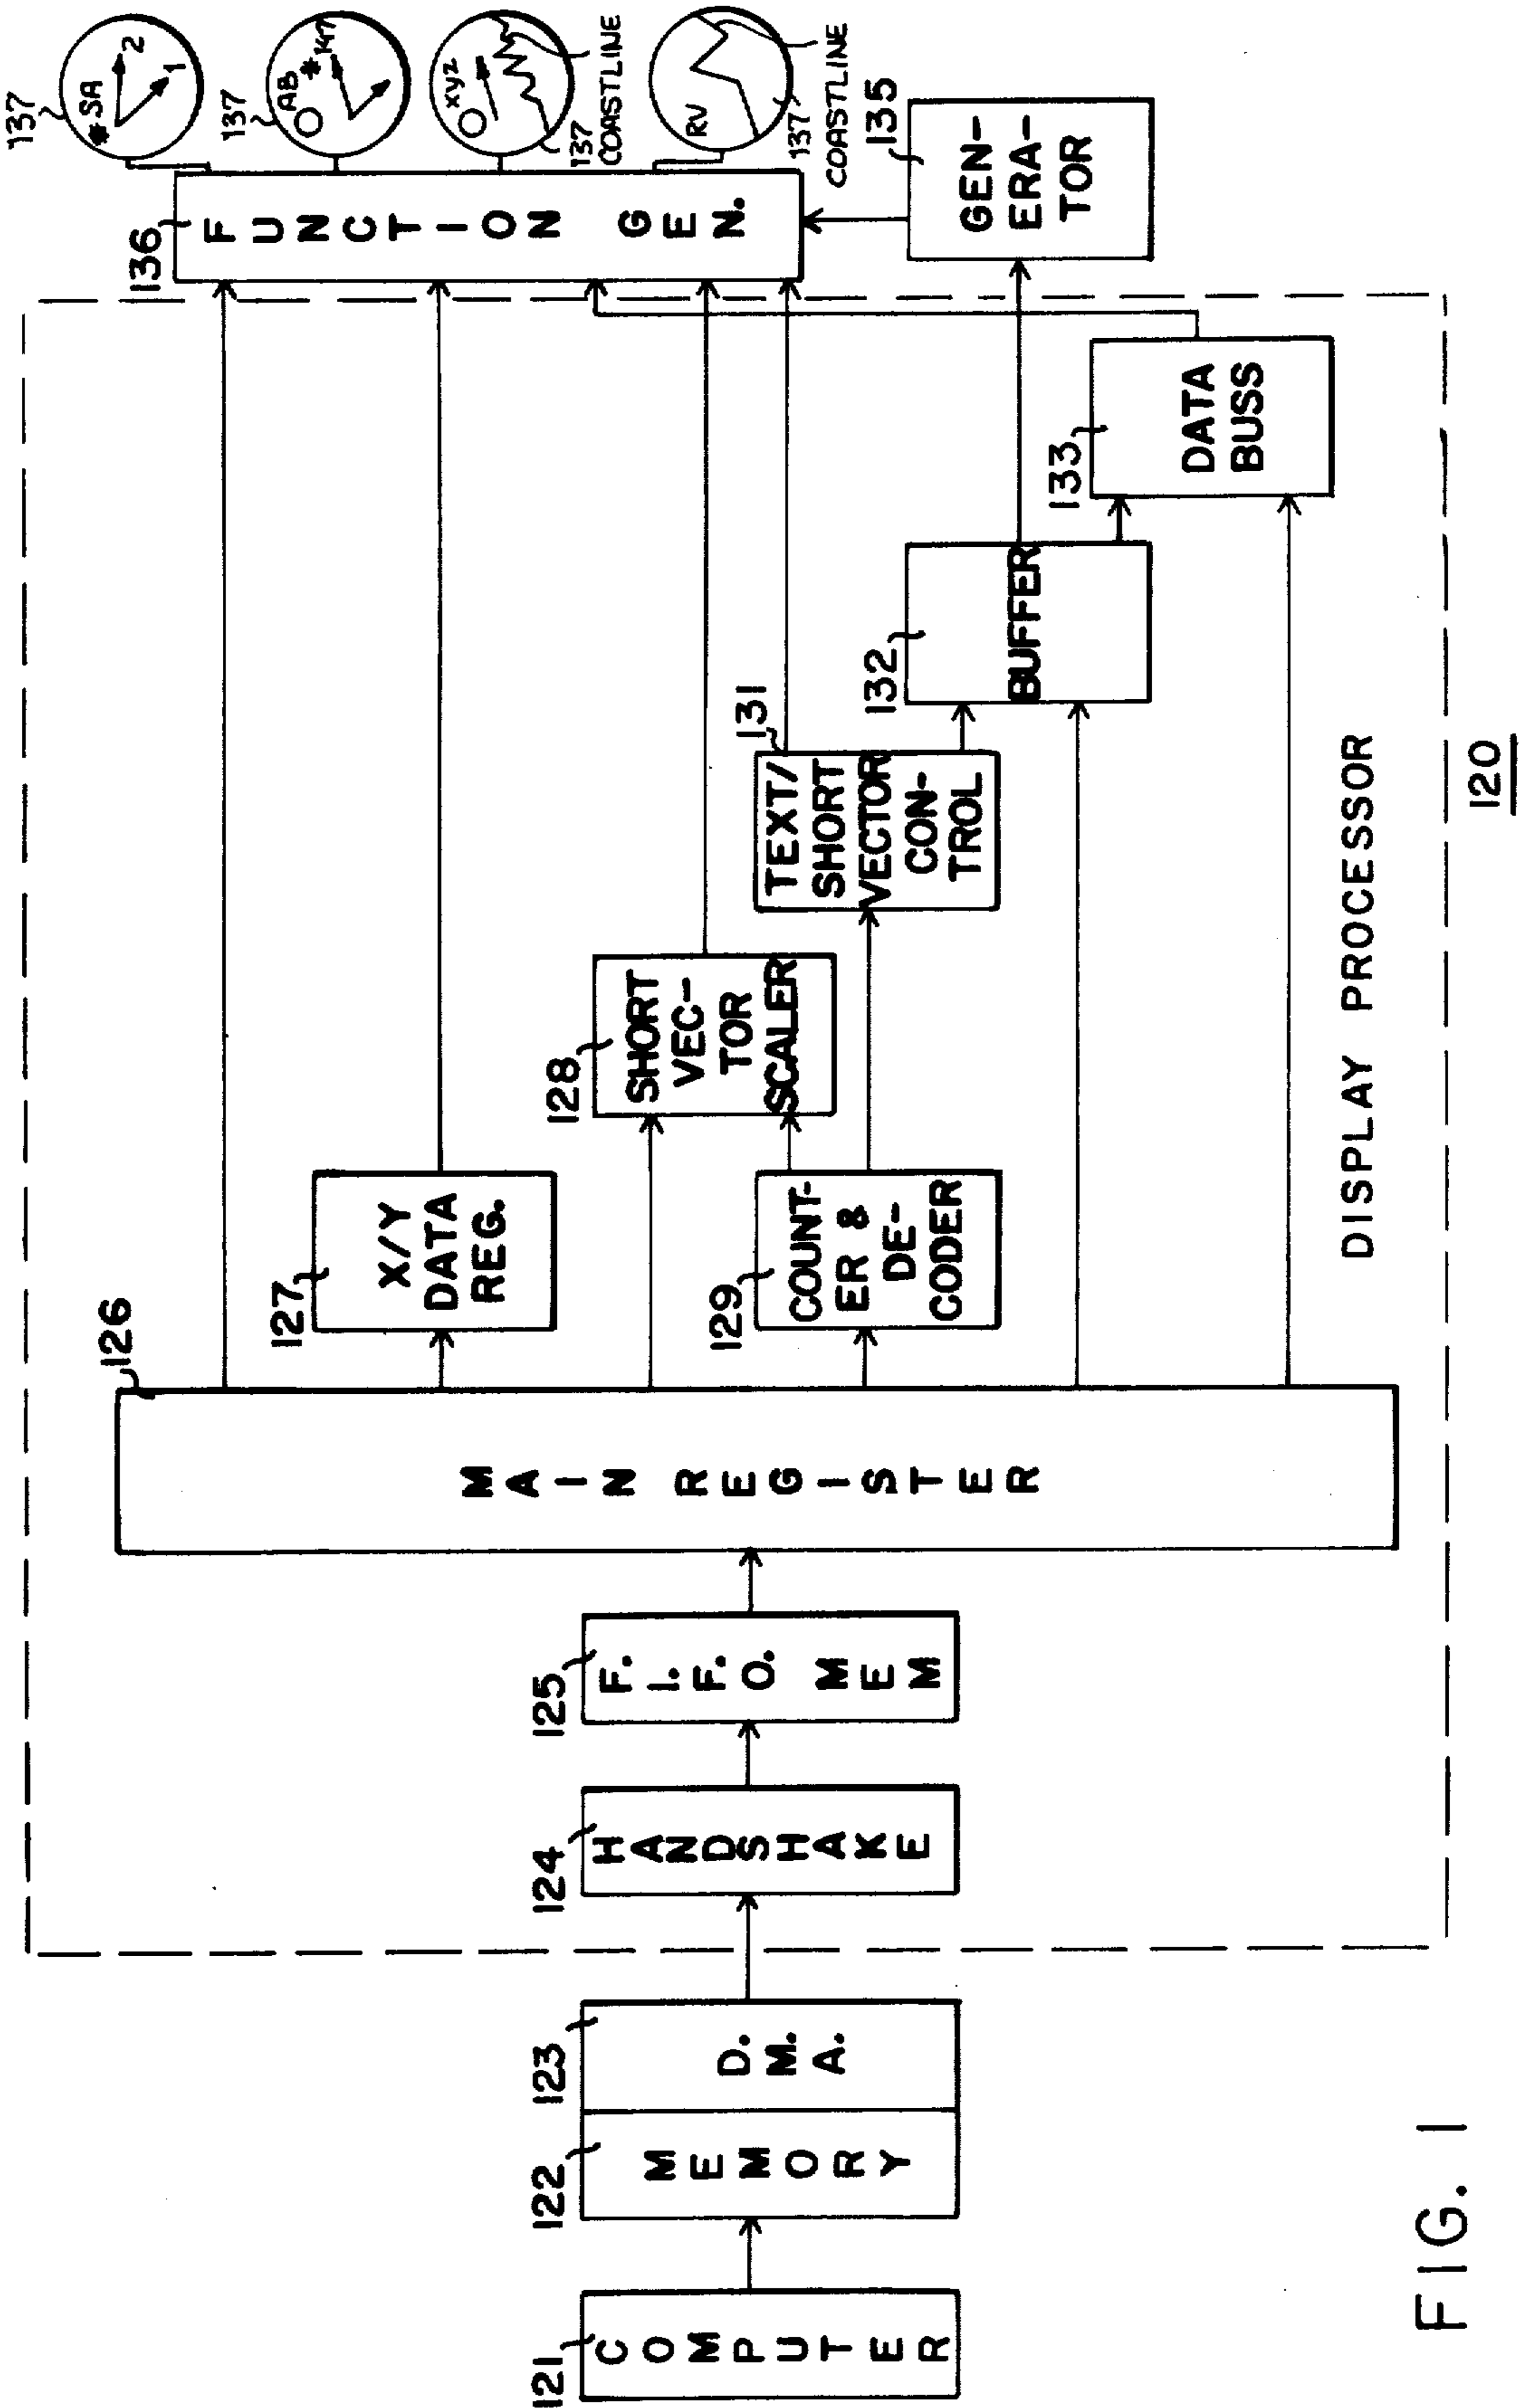 121
COMPUTER
122
MEMORY
123
D.M.A.
124
HANDSHAKE
125
F.I.F.O. MEM
126
MAIN REGISTER
127
X/Y
DATA
REG.
128
SHORT
VEC-
TOR
SCALER
129
COUNT-
ER &
DE-
CODER
131
TEXT/
SHORT
VECTOR
CON-
TROL
132
BUFFER
133
DATA
BUSS
135
GEN-
ERA-
TOR
136
FUNCTION GEN.
137
*SA
2
1
137
AB
*
137
xyz
COASTLINE
137
RV
COASTLINE
DISPLAY PROCESSOR
120
FIG. 1